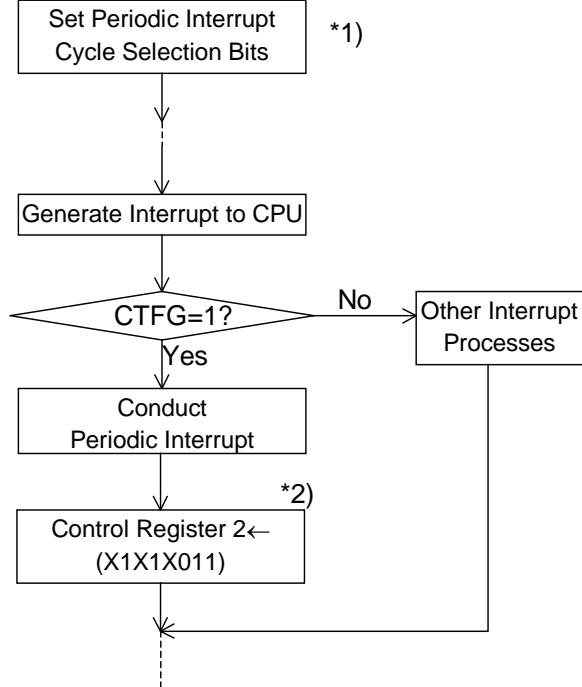 Set Periodic Interrupt
Cycle Selection Bits
*1)
Generate Interrupt to CPU
CTFG=1?
No
Other Interrupt
Processes
Yes
Conduct
Periodic Interrupt
*2)
Control Register 2←
(X1X1X011)